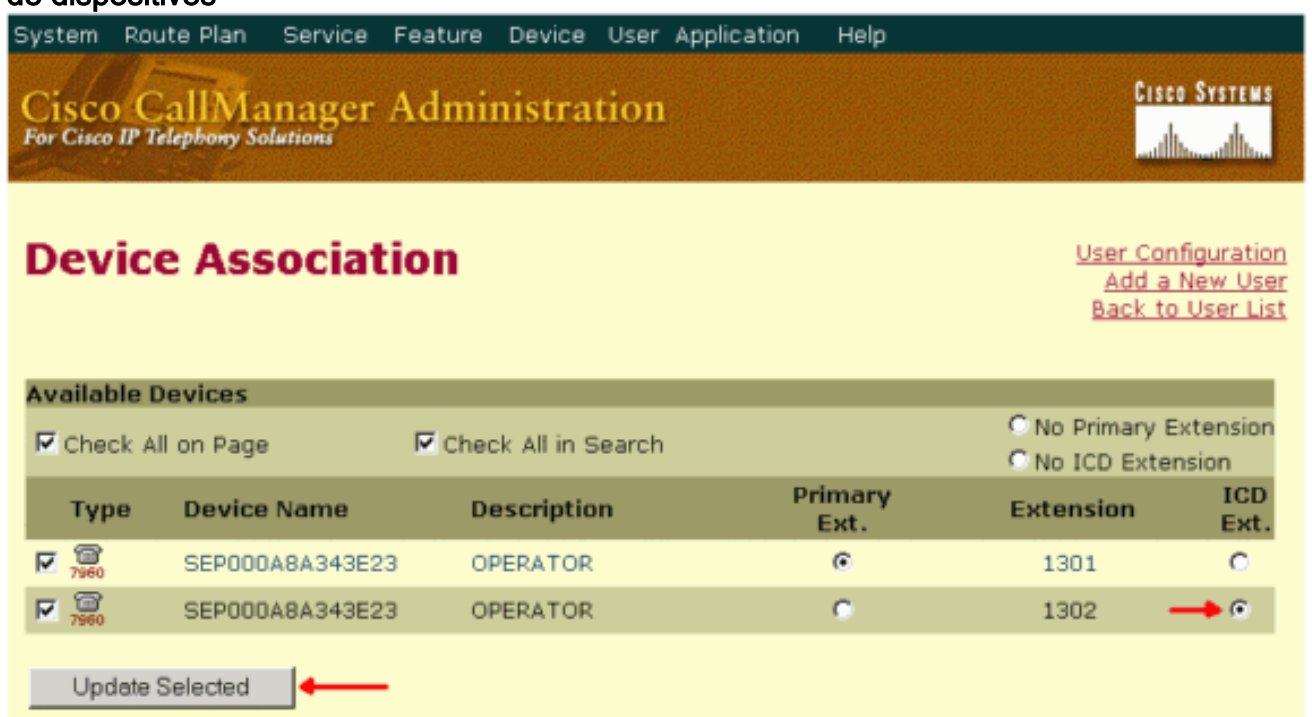 de dispositivos
System Route Plan Service Feature Device User Application Help
Cisco CallManager Administration
For Cisco IP Telephony Solutions
CISCO SYSTEMS
Device Association
User Configuration
Add a New User
Back to User List
Available Devices
Check All on Page Check All in Search No Primary Extension
No ICD Extension
Type Device Name Description Primary Ext. Extension ICD Ext.
7960 SEP000A8A343E23 OPERATOR 1301
7960 SEP000A8A343E23 OPERATOR 1302
Update Selected